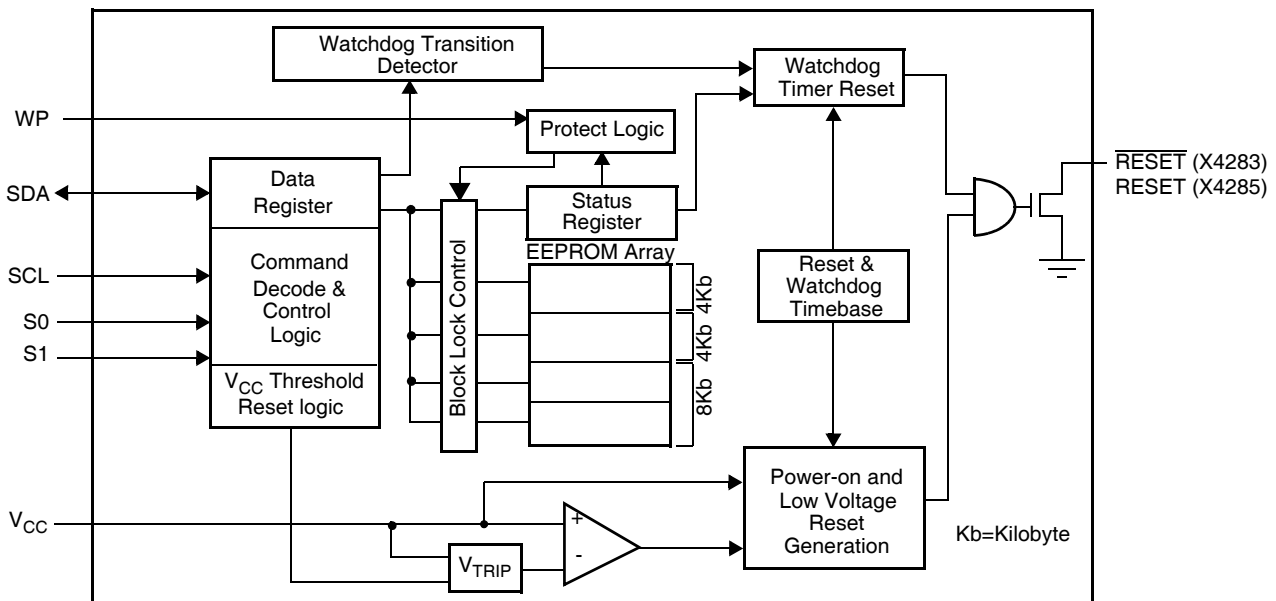 Watchdog Transition
Detector
Watchdog
Timer Reset
WP
Protect Logic
RESET (X4283)
RESET (X4285)
SDA
Data
Register
Status
Register
EEPROM Array
SCL
S0
S1
Command
Decode &
Control
Logic
Block Lock Control
4Kb
4Kb
8Kb
Reset &
Watchdog
Timebase
VCC Threshold
Reset logic
Power-on and
Low Voltage
Reset
Generation
VCC
+
-
VTRIP
Kb=Kilobyte